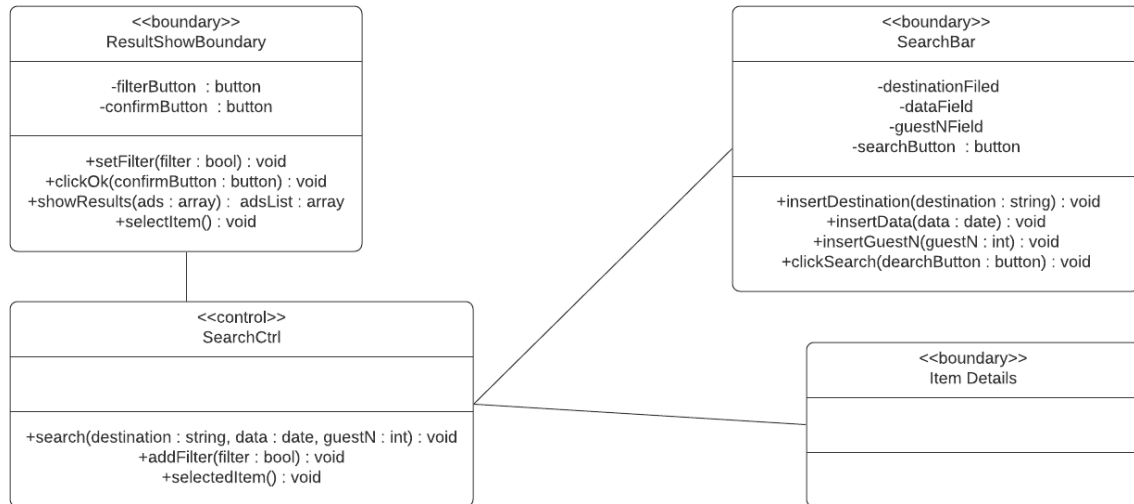 <<boundary>>
ResultShowBoundary
-filterButton : button
-confirmButton : button
+setFilter(filter : bool) : void
+clickOk(confirmButton : button) : void
+showResults(ads : array) : adsList : array
+selectItem() : void
<<boundary>>
SearchBar
-destinationFiled
-dataField
-guestNField
-searchButton : button
+insertDestination(destination : string) : void
+insertData(data : date) : void
+insertGuestN(guestN : int) : void
+clickSearch(dearchButton : button) : void
<<control>>
SearchCtrl
+search(destination : string, data : date, guestN : int) : void
+addFilter(filter : bool) : void
+selectedItem() : void
<<boundary>>
Item Details